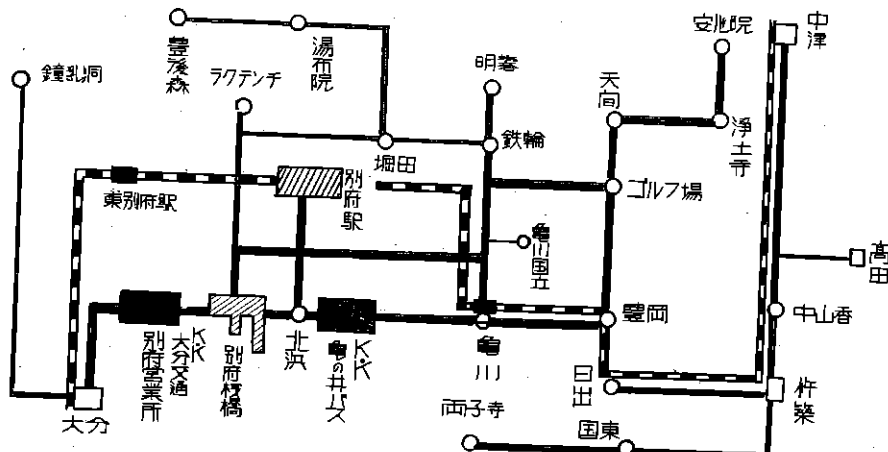 中津
安心院
豊後森
湯布院
明礬
天間
鐘乳洞
ラクテンチ
浄土寺
鉄輪
堀田
別府駅
ゴルフ場
東別府駅
亀川国立
高田
豊岡
中山香
北浜
亀川
K.K
亀の井バス
別府桟橋
K.K
大分交通
別府営業所
日出
杵築
大分
両子寺
国東